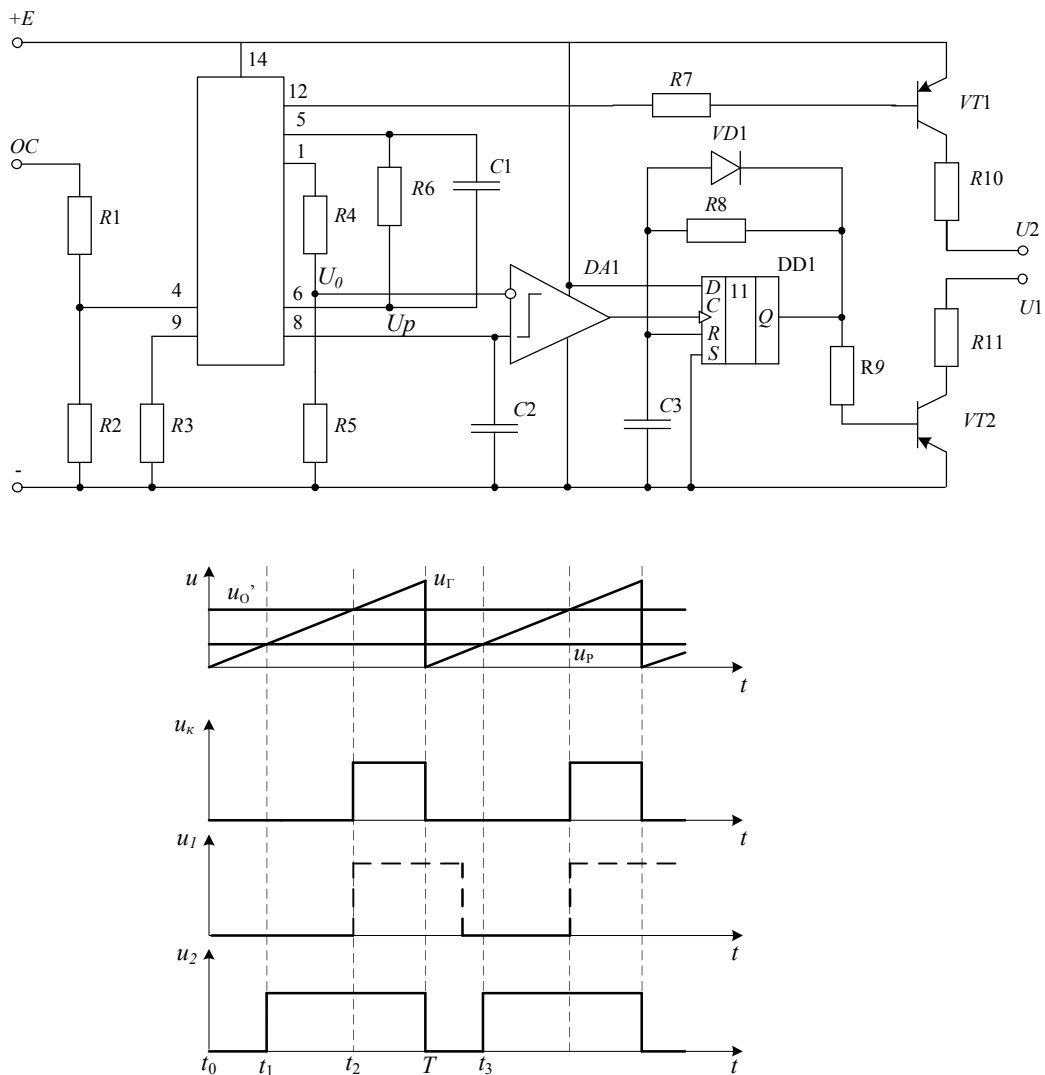 +E
14
12
5
1
OC
R1
R4
R6
C1
R7
VD1
R8
VT1
R10
U2
U1
U0
DA1
DD1
4
6
9
8
Up
D
C
R
S
11
Q
R9
R11
VT2
R2
R3
R5
C2
C3
-
u
uО’
uГ
uР
t
uк
t
u1
t
u2
t
t0
t1
t2
T
t3